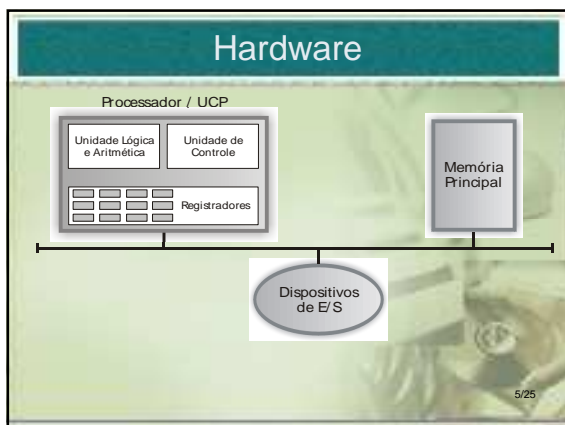 Hardware
Processador / UCP
Unidade Lógica
e Aritmética
Unidade de
Controle
Registradores
Memória
Principal
Dispositivos
de E/S
5/25